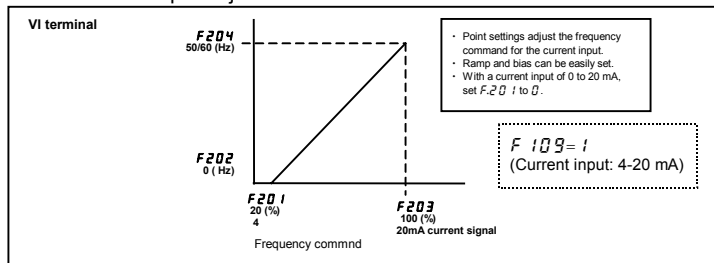 VI terminal
F204
50/60 (Hz)
F202
0 ( Hz)
F201
20 (%)
4
F203
100 (%)
20mA current signal
Frequency commnd
· Point settings adjust the frequency
command for the current input.
· Ramp and bias can be easily set.
· With a current input of 0 to 20 mA,
set F.201 to 0.
F109=1
(Current input: 4-20 mA)